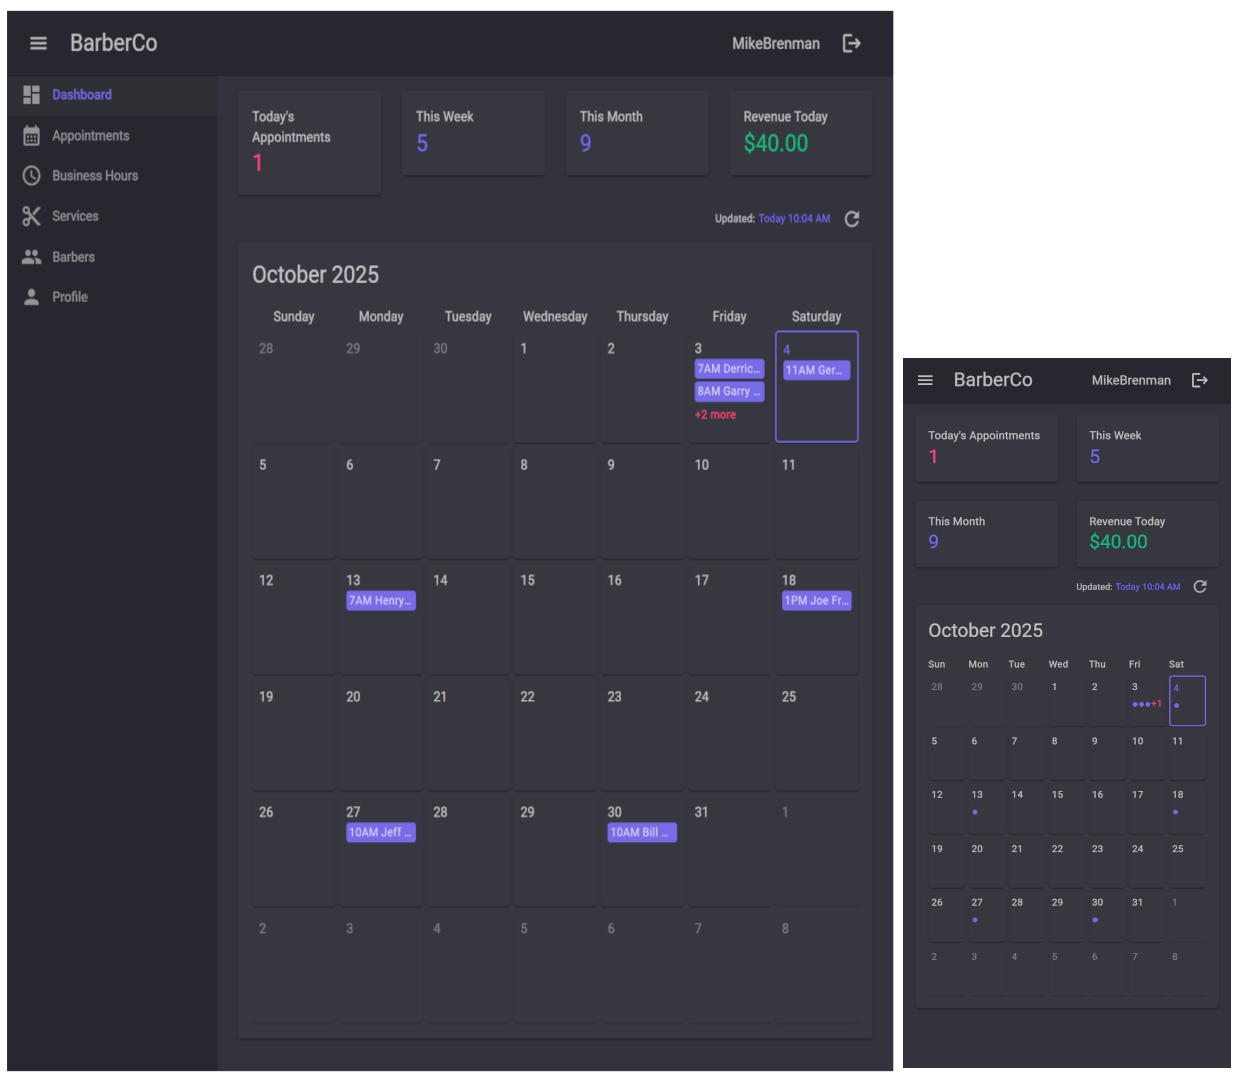 BarberCo
MikeBrenman
Dashboard
Appointments
Business Hours
Services
Barbers
Profile
Today's
Appointments
1
This Week
5
This Month
9
Revenue Today
$40.00
Updated: Today 10:04 AM
October 2025
Sunday Monday Tuesday Wednesday Thursday Friday Saturday
28 29 30 1 2 3 4
7AM Derric... 11AM Ger...
8AM Garry ...
+2 more
5 6 7 8 9 10 11
12 13 14 15 16 17 18
7AM Henry... 1PM Joe Fr...
19 20 21 22 23 24 25
26 27 28 29 30 31 1
10AM Jeff ... 10AM Bill ...
2 3 4 5 6 7 8
BarberCo
MikeBrenman
Today's Appointments
1
This Week
5
This Month
9
Revenue Today
$40.00
Updated: Today 10:04 AM
October 2025
Sun Mon Tue Wed Thu Fri Sat
28 29 30 1 2 3 4
+1
5 6 7 8 9 10 11
12 13 14 15 16 17 18
19 20 21 22 23 24 25
26 27 28 29 30 31 1
2 3 4 5 6 7 8